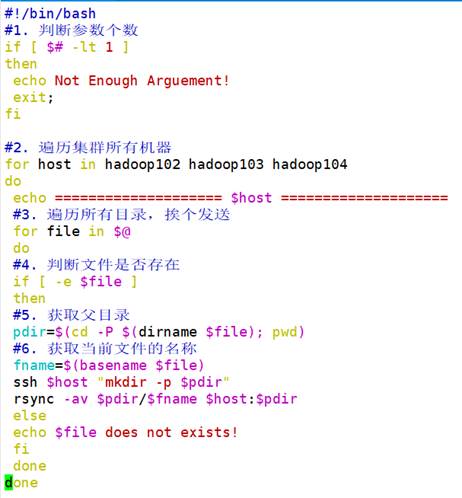 #!/bin/bash
#1. 判断参数个数
if [ $# -lt 1 ]
then
 echo Not Enough Arguement!
 exit;
fi

#2. 遍历集群所有机器
for host in hadoop102 hadoop103 hadoop104
do
 echo ==================== $host ====================
 #3. 遍历所有目录，挨个发送
 for file in $@
 do
 #4. 判断文件是否存在
 if [ -e $file ]
 then
 #5. 获取父目录
 pdir=$(cd -P $(dirname $file); pwd)
 #6. 获取当前文件的名称
 fname=$(basename $file)
 ssh $host "mkdir -p $pdir"
 rsync -av $pdir/$fname $host:$pdir
 else
 echo $file does not exists!
 fi
 done
done